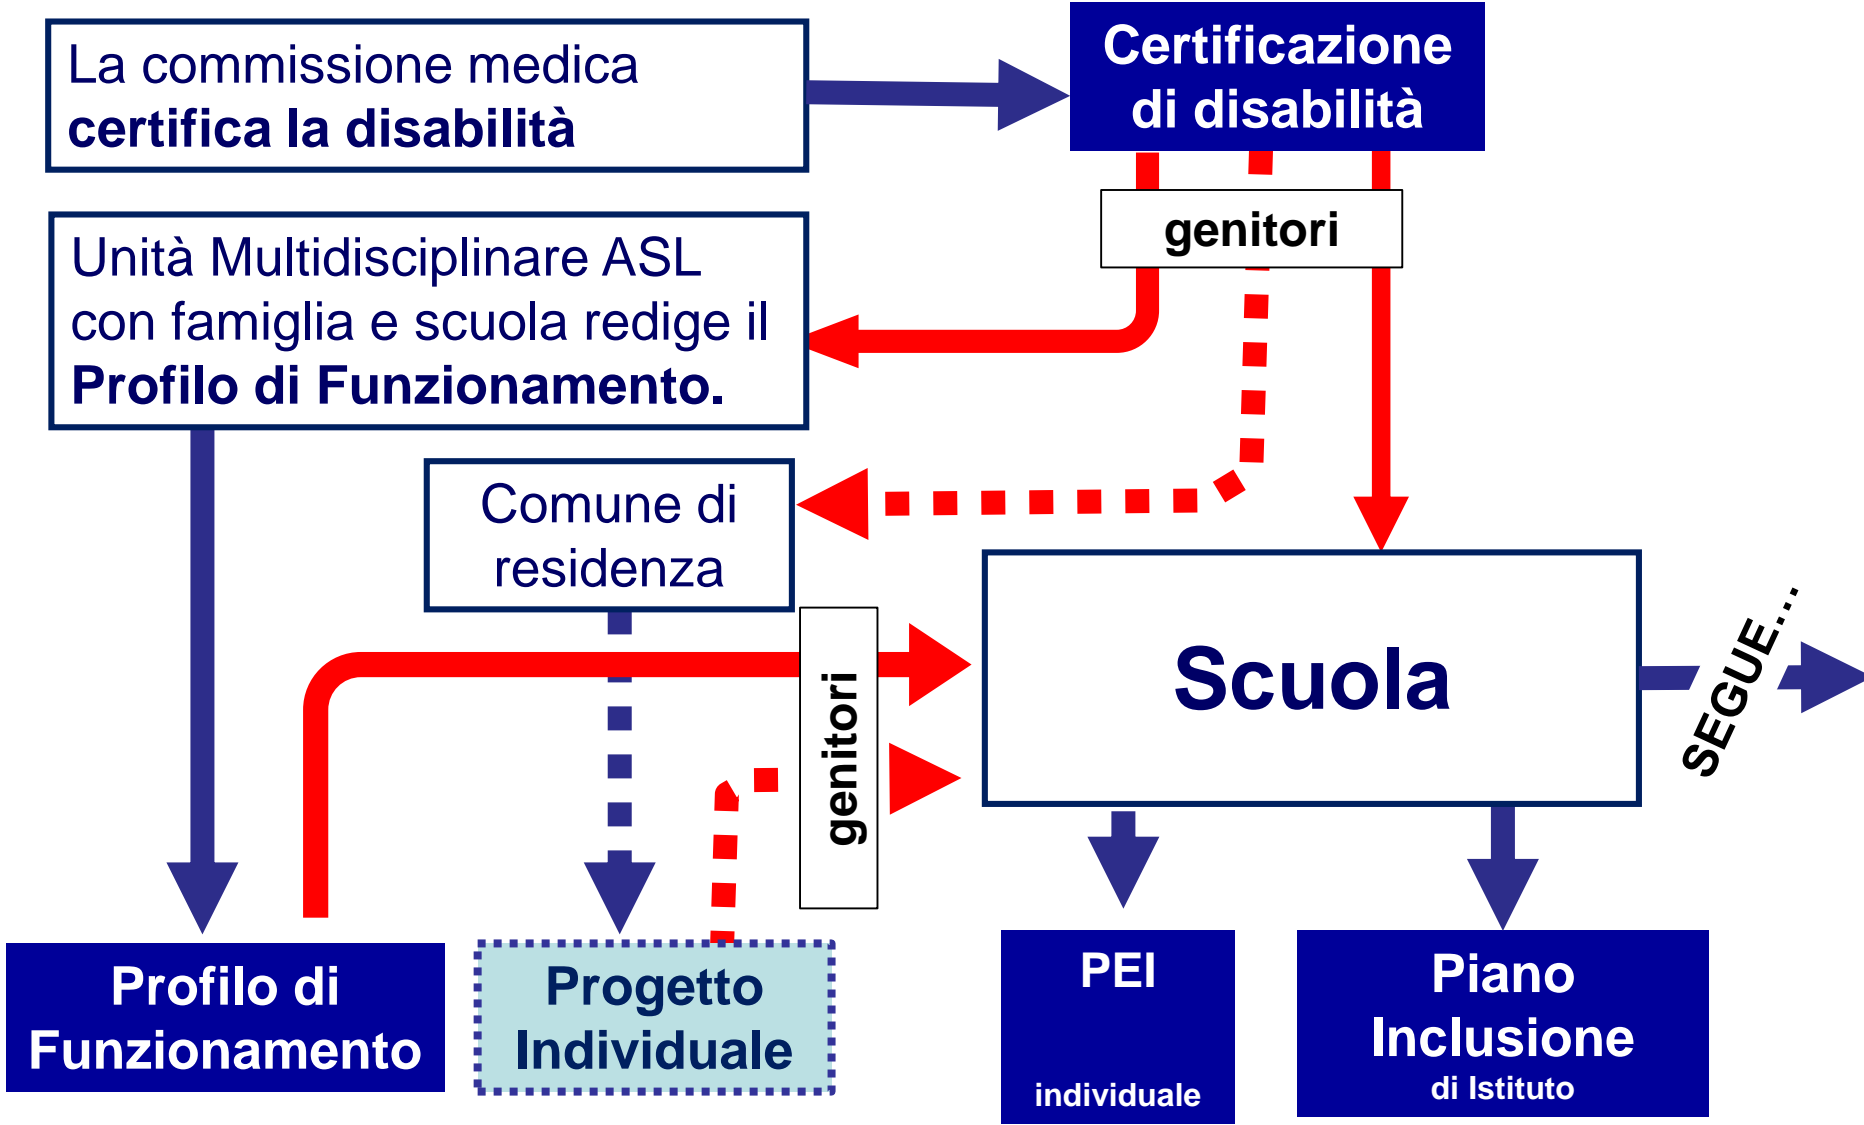 La commissione medica
certifica la disabilità
Certificazione
di disabilità
genitori
Unità Multidisciplinare ASL
con famiglia e scuola redige il
Profilo di Funzionamento.
Comune di
residenza
genitori
Scuola
SEGUE...
Profilo di
Funzionamento
Progetto
Individuale
PEI
individuale
Piano
Inclusione
di Istituto